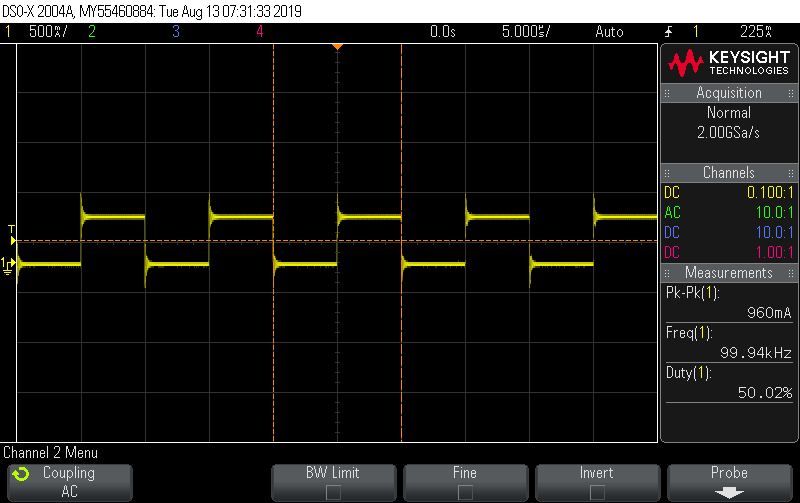 DSO-X 2004A, MY55460884: Tue Aug 13 07:31:33 2019
1 500%/ 2 3 4 0.0s 5.000%/ Auto 1 225%
KEYSIGHT
TECHNOLOGIES
Acquisition
Normal
2.00GSa/s
Channels
DC 0.100:1
AC 10.0:1
DC 10.0:1
DC 1.00:1
Measurements
Pk-Pk(1):
960mA
Freq(1):
99.94kHz
Duty(1):
50.02%
T
1
Channel 2 Menu
Coupling
AC
BW Limit
Fine
Invert
Probe